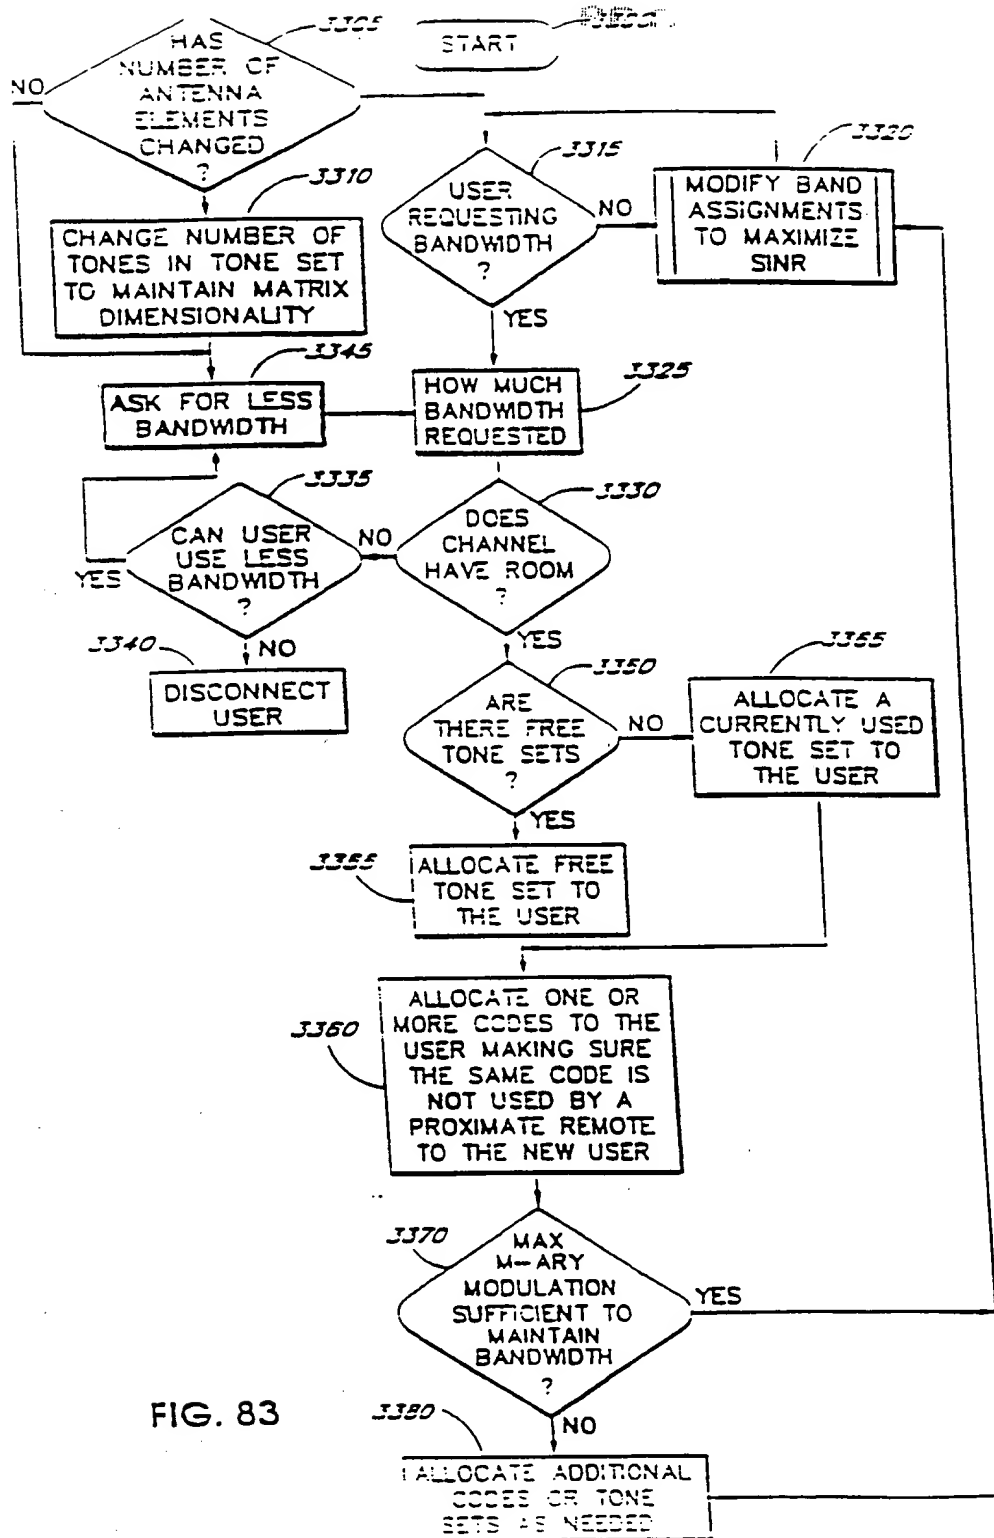 3305
HAS
NUMBER OF
ANTENNA
ELEMENTS
CHANGED
?
NO
START
3310
CHANGE NUMBER OF
TONES IN TONE SET
TO MAINTAIN MATRIX
DIMENSIONALITY
3315
USER
REQUESTING
BANDWIDTH
?
NO
YES
3320
MODIFY BAND
ASSIGNMENTS
TO MAXIMIZE
SINR
3345
ASK FOR LESS
BANDWIDTH
3325
HOW MUCH
BANDWIDTH
REQUESTED
3335
CAN USER
USE LESS
BANDWIDTH
?
YES
NO
3330
DOES
CHANNEL
HAVE ROOM
?
NO
YES
3340
DISCONNECT
USER
3350
ARE
THERE FREE
TONE SETS
?
NO
YES
3365
ALLOCATE A
CURRENTLY USED
TONE SET TO
THE USER
3355
ALLOCATE FREE
TONE SET TO
THE USER
3360
ALLOCATE ONE OR
MORE CODES TO THE
USER MAKING SURE
THE SAME CODE IS
NOT USED BY A
PROXIMATE REMOTE
TO THE NEW USER
3370
MAX
M-ARY
MODULATION
SUFFICIENT TO
MAINTAIN
BANDWIDTH
?
YES
NO
FIG. 83
3380
ALLOCATE ADDITIONAL
CODES OR TONE
SETS AS NEEDED